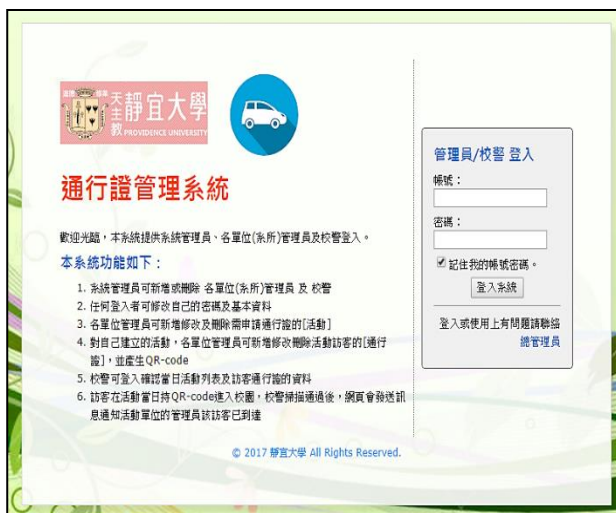 天主教靜宜大學
PROVIDENCE UNIVERSITY
通行證管理系統
歡迎光臨，本系統提供系統管理員、各單位(系所)管理員及校警登入。
本系統功能如下：
1. 系統管理員可新增或刪除 各單位(系所)管理員 及 校警
2. 任何登入者可修改自己的密碼及基本資料
3. 各單位管理員可新增修改及刪除需申請通行證的[活動]
4. 對自己建立的活動，各單位管理員可新增修改刪除活動訪客的[通行
證]，並產生QR-code
5. 校警可登入確認當日活動列表及訪客通行證的資料
6. 訪客在活動當日持QR-code進入校園，校警掃描通過後，網頁會發送訊
息通知活動單位的管理員該訪客已到達
管理員/校警 登入
帳號：
密碼：
記住我的帳號密碼。
登入系統
登入或使用上有問題請聯絡
總管理員
© 2017 靜宜大學 All Rights Reserved.